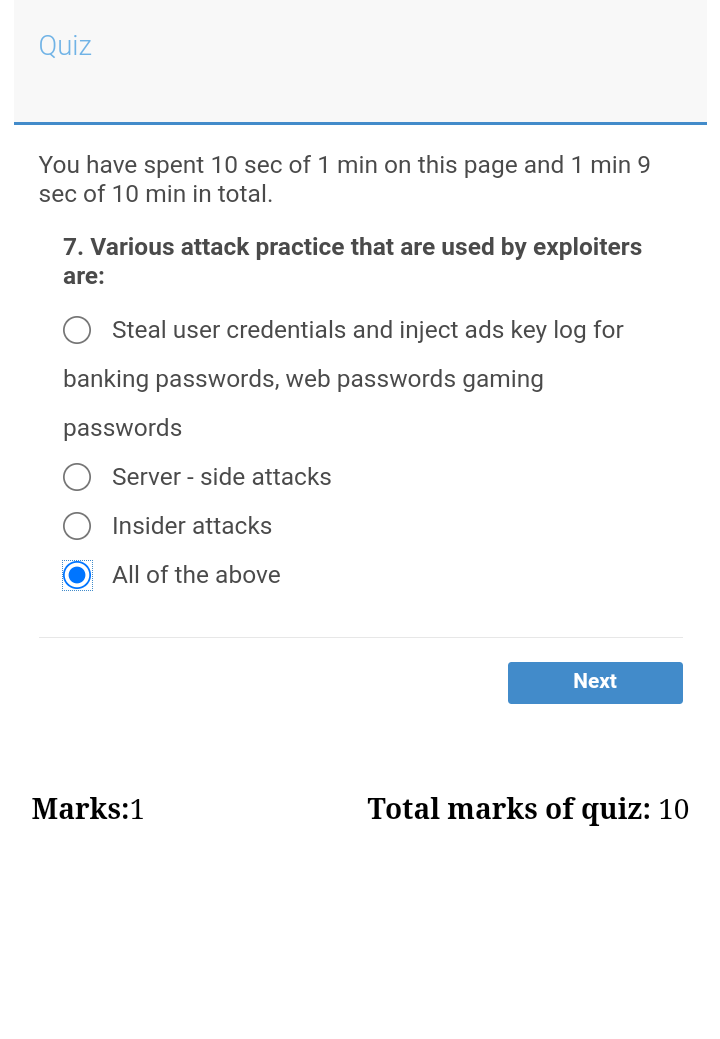 Quiz
You have spent 10 sec of 1 min on this page and 1 min 9
sec of 10 min in total.
7. Various attack practice that are used by exploiters
are:
Steal user credentials and inject ads key log for
banking passwords, web passwords gaming
passwords
Server - side attacks
Insider attacks
All of the above
Next
Marks:1 Total marks of quiz: 10